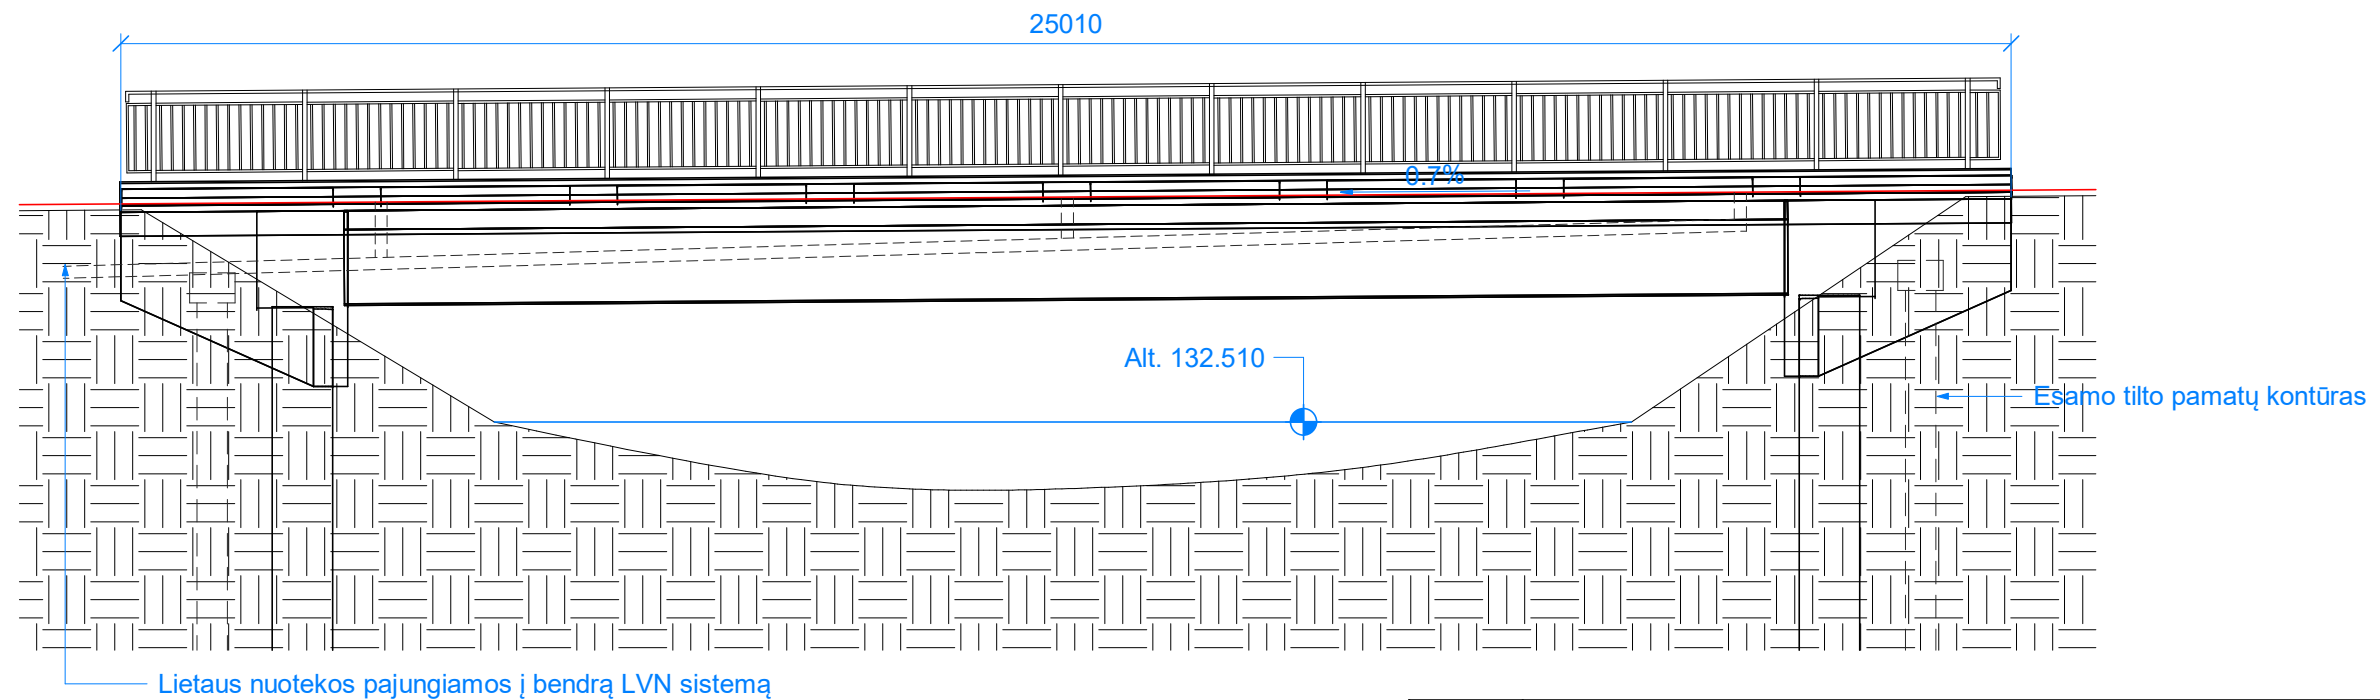 25010
0.7%
Alt. 132.510
Esamo tilto pamatų kontūras
Lietaus nuotekos pajungiamos į bendrą LVN sistemą